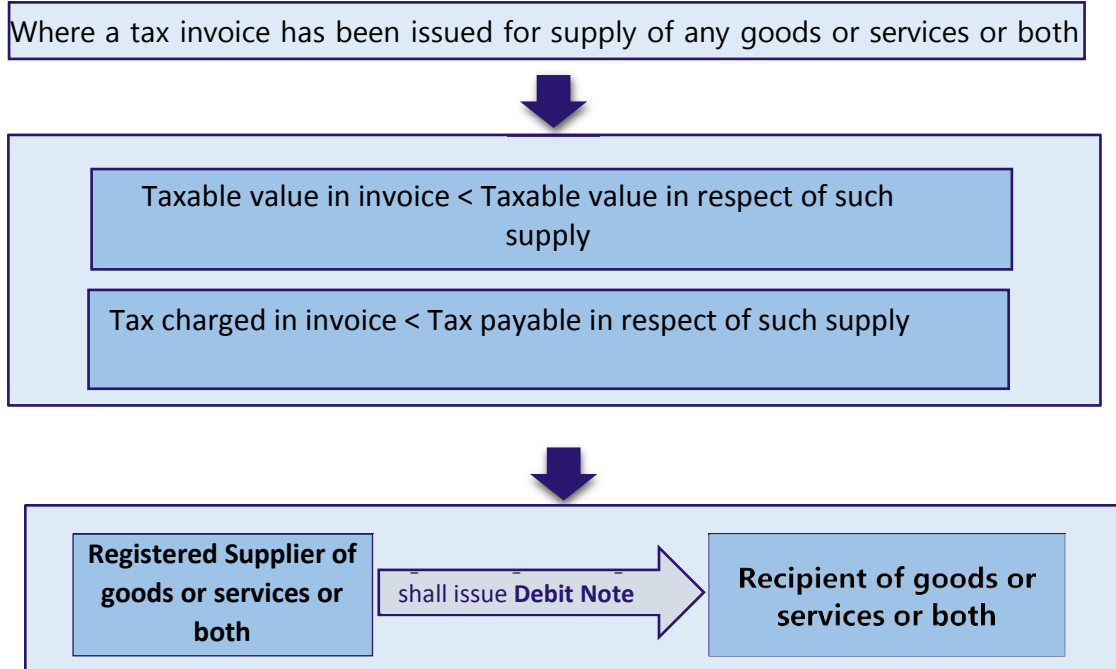 Where a tax invoice has been issued for supply of any goods or services or both
Taxable value in invoice < Taxable value in respect of such
supply
Tax charged in invoice < Tax payable in respect of such supply
Registered Supplier of
goods or services or
both
shall issue Debit Note
Recipient of goods or
services or both